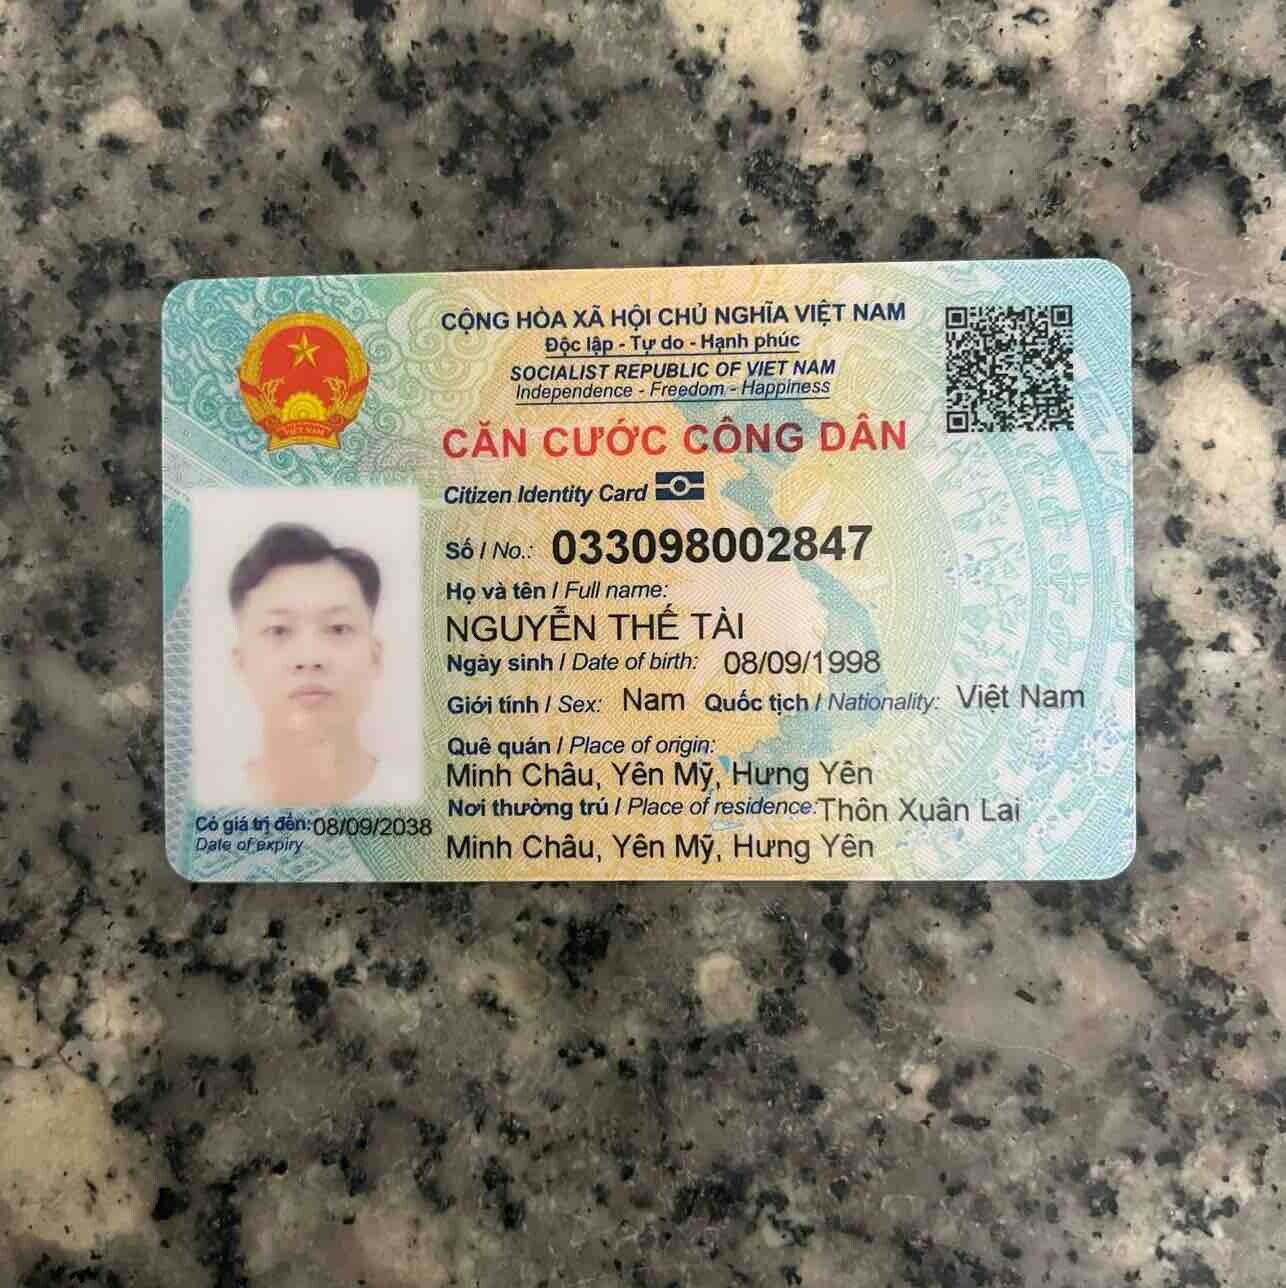 CỘNG HÒA XÃ HỘI CHỦ NGHĨA VIỆT NAM
Độc lập - Tự do - Hạnh phúc
SOCIALIST REPUBLIC OF VIET NAM
Independence - Freedom - Happiness
CĂN CƯỚC CÔNG DÂN
Citizen Identity Card
Số / No.: 033098002847
Họ và tên / Full name:
NGUYỄN THẾ TÀI
Ngày sinh / Date of birth: 08/09/1998
Giới tính / Sex: Nam Quốc tịch / Nationality: Việt Nam
Quê quán / Place of origin:
Minh Châu, Yên Mỹ, Hưng Yên
Nơi thường trú / Place of residence: Thôn Xuân Lai
Minh Châu, Yên Mỹ, Hưng Yên
Có giá trị đến: 08/09/2038
Date of expiry
VIỆT NAM